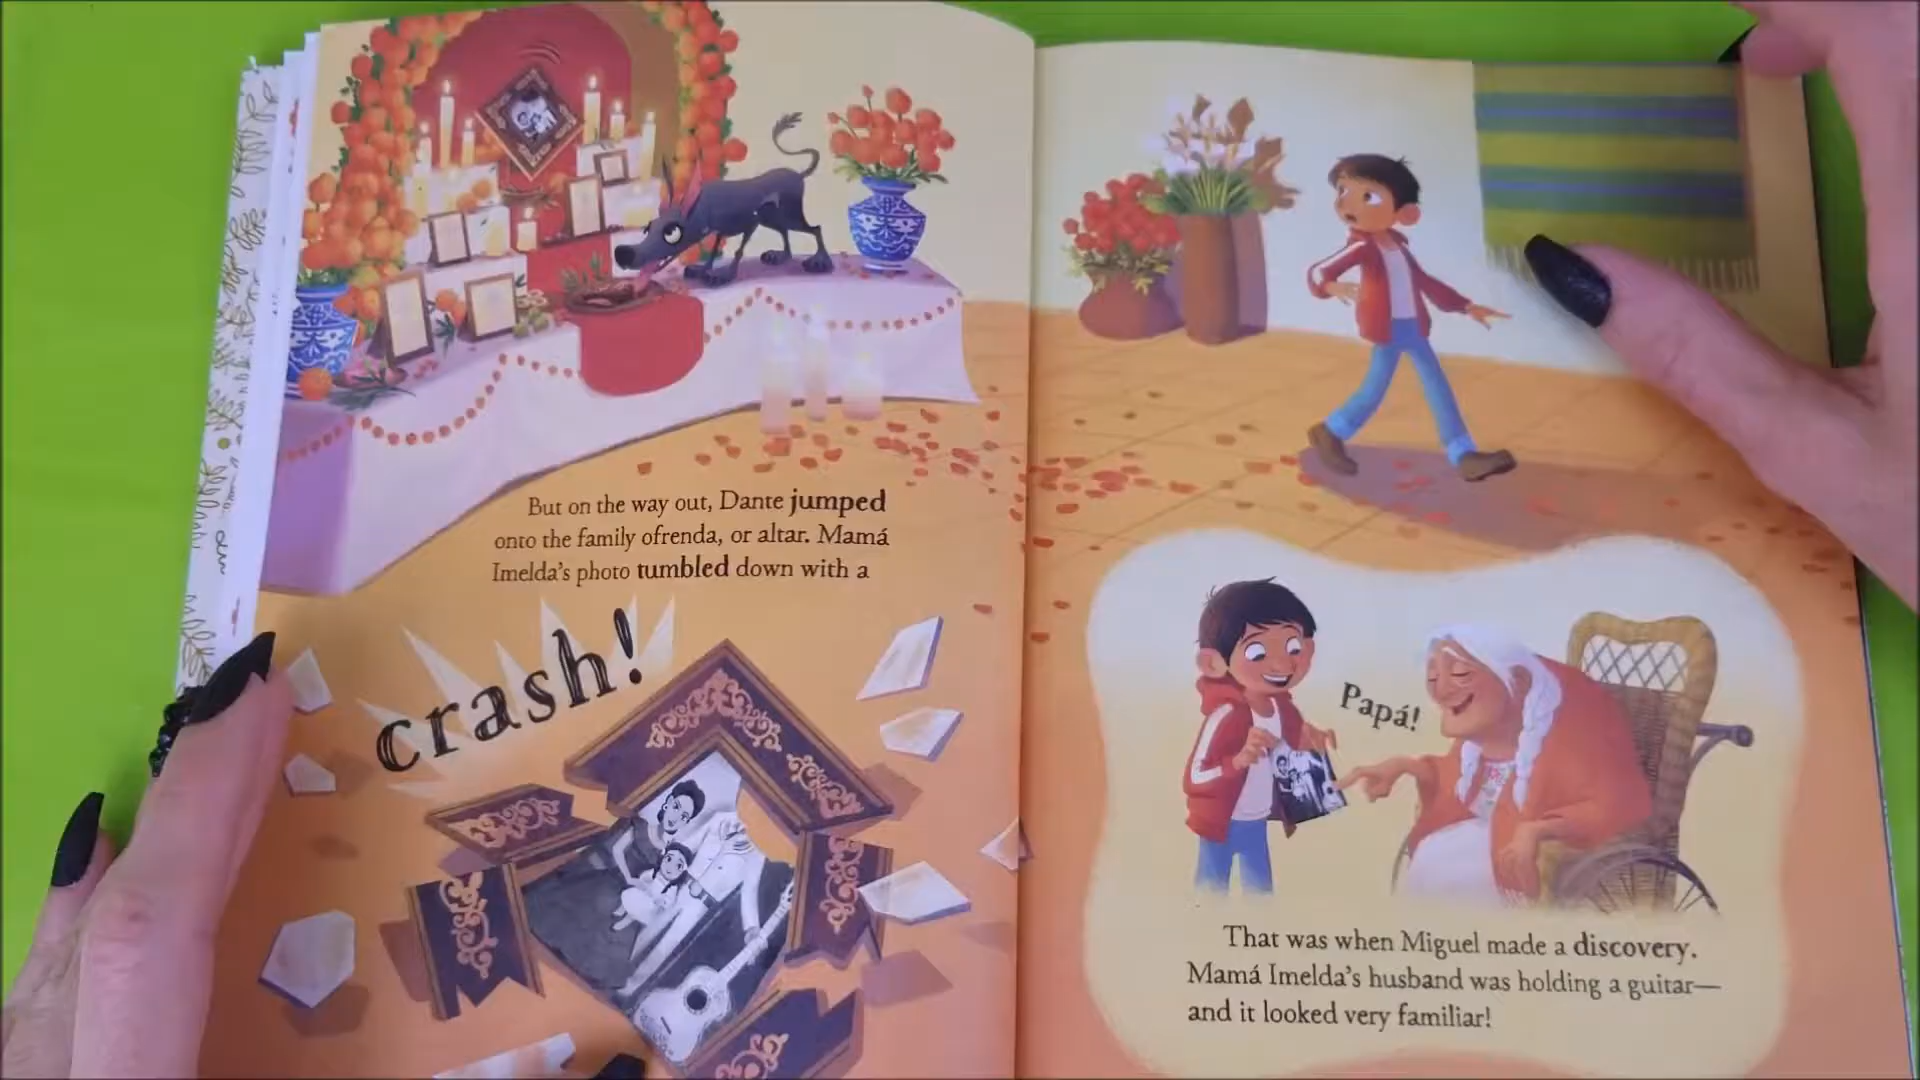 But on the way out, Dante jumped
onto the family ofrenda, or altar. Mamá
Imelda's photo tumbled down with a
crash!
Papá!
That was when Miguel made a discovery.
Mamá Imelda's husband was holding a guitar—
and it looked very familiar!